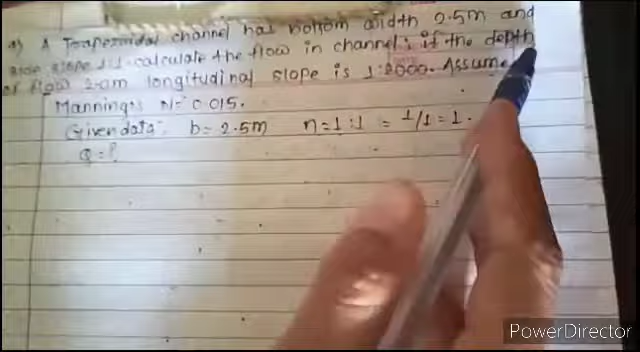 A Trapezoidal channel has bottom width 2.5m and
side slope 1:1. calculate the flow in channel; if the depth
of flow 2.0m longitudinal slope is 1:2000. Assume
Manning's N= 0.015.
Given data: b= 2.5m n=1:1 = 1/1 = 1.
Q = ?
PowerDirector